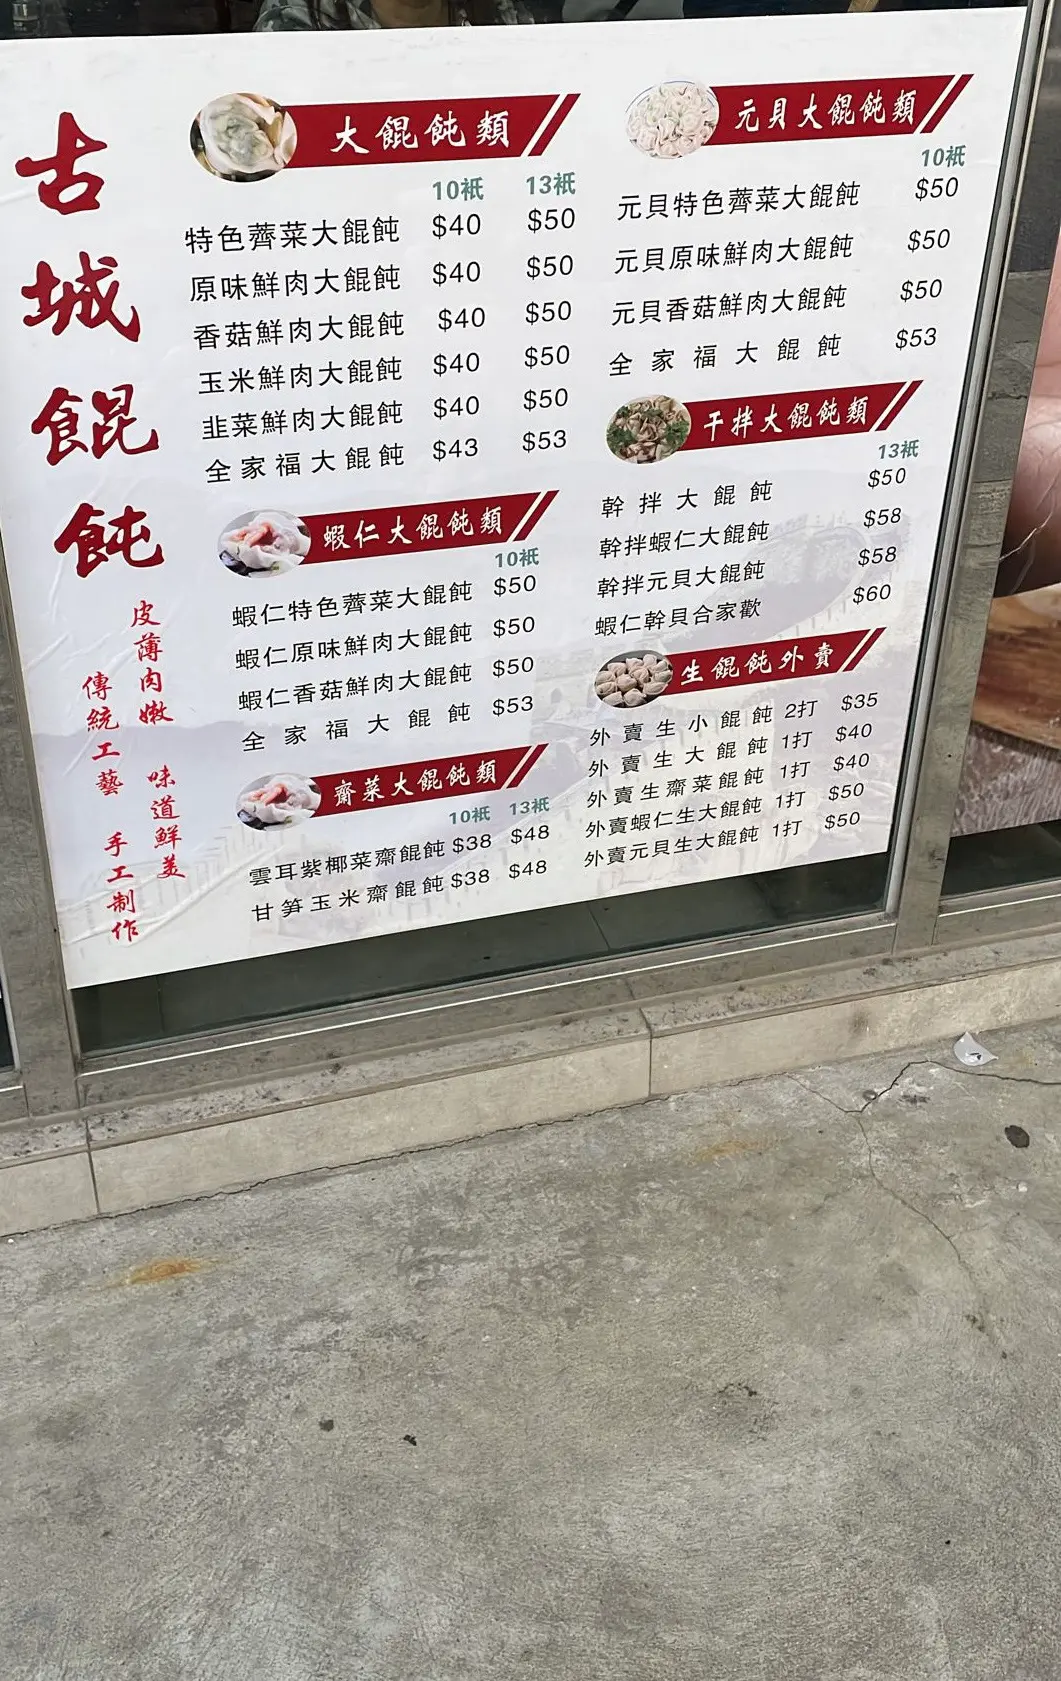 古城餛飩
皮薄肉嫩 味道鮮美
傳統工藝 手工制作
大餛飩類
10祇 13祇
特色薺菜大餛飩 $40 $50
原味鮮肉大餛飩 $40 $50
香菇鮮肉大餛飩 $40 $50
玉米鮮肉大餛飩 $40 $50
韭菜鮮肉大餛飩 $40 $50
全家福大餛飩 $43 $53
蝦仁大餛飩類
10祇
蝦仁特色薺菜大餛飩 $50
蝦仁原味鮮肉大餛飩 $50
蝦仁香菇鮮肉大餛飩 $50
全家福大餛飩 $53
齋菜大餛飩類
10祇 13祇
雲耳紫椰菜齋餛飩 $38 $48
甘笋玉米齋餛飩 $38 $48
元貝大餛飩類
10祇
元貝特色薺菜大餛飩 $50
元貝原味鮮肉大餛飩 $50
元貝香菇鮮肉大餛飩 $50
全家福大餛飩 $53
干拌大餛飩類
13祇
幹拌大餛飩 $50
幹拌蝦仁大餛飩 $58
幹拌元貝大餛飩 $58
蝦仁幹貝合家歡 $60
生餛飩外賣
外賣生小餛飩 2打 $35
外賣生大餛飩 1打 $40
外賣生齋菜餛飩 1打 $40
外賣蝦仁生大餛飩 1打 $50
外賣元貝生大餛飩 1打 $50